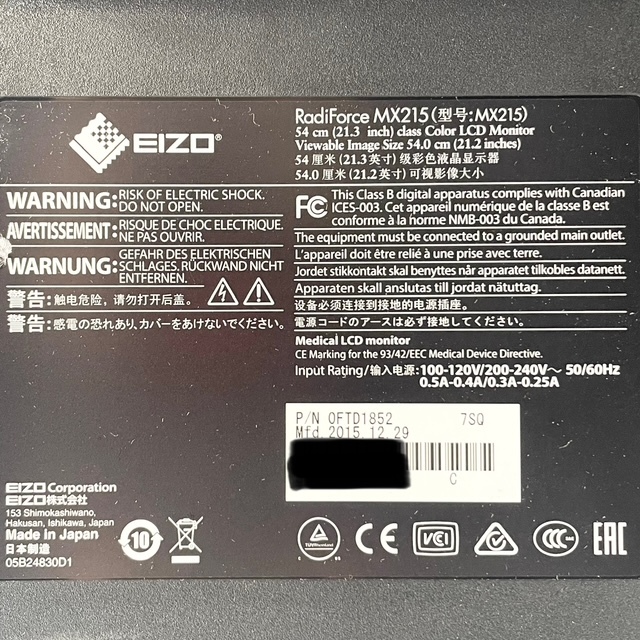 EIZO®
RadiForce MX215(型号:MX215)
54 cm (21.3 inch) class Color LCD Monitor
Viewable Image Size 54.0 cm (21.2 inches)
54 厘米(21.3英寸)级彩色液晶显示器
54.0 厘米(21.2英寸)可视影像大小
WARNING: RISK OF ELECTRIC SHOCK.
DO NOT OPEN.
AVERTISSEMENT: RISQUE DE CHOC ELECTRIQUE.
NE PAS OUVRIR.
WARNUNG: GEFAHR DES ELEKTRISCHEN
SCHLAGES. RÜCKWAND NICHT
ENTFERNEN.
警告: 触电危险, 请勿打开后盖。
警告: 感電の恐れあり、カバーをあけないでください。
FC This Class B digital apparatus complies with Canadian
ICES-003. Cet appareil numérique de la classe B est
conforme à la norme NMB-003 du Canada.
The equipment must be connected to a grounded main outlet.
L'appareil doit être relié à une prise avec terre.
Jordet stikkontakt skal benyttes når apparatet tilkobles datanett.
Apparaten skall anslutas till jordat nätuttag.
设备必须连接到接地的电源插座。
電源コードのアースは必ず接地してください。
Medical LCD monitor
CE Marking for the 93/42/EEC Medical Device Directive.
Input Rating/输入电源:100-120V/200-240V～ 50/60Hz
0.5A-0.4A/0.3A-0.25A
P/N 0FTD1852 7SQ
Mfd.2015.12.29
C
EIZO Corporation
EIZO株式会社
153 Shimokashiwano,
Hakusan, Ishikawa, Japan
Made in Japan
日本制造
05B24830D1
10
TÜVRheinland
CE
VCI
CCC
EAC